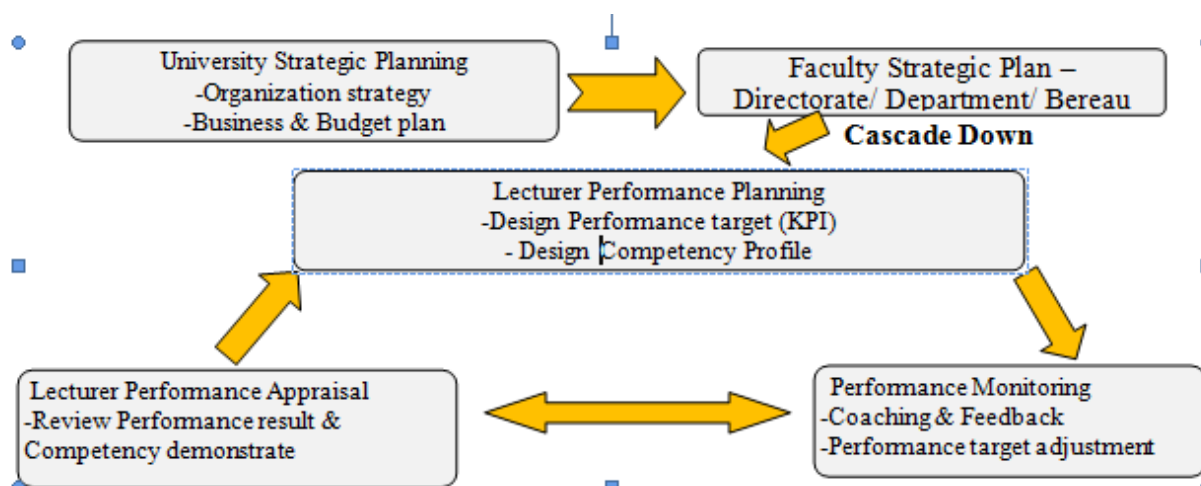 University Strategic Planning
-Organization strategy
-Business & Budget plan
Faculty Strategic Plan –
Directorate/ Department/ Bereau
Cascade Down
Lecturer Performance Planning
-Design Performance target (KPI)
- Design Competency Profile
Lecturer Performance Appraisal
-Review Performance result &
Competency demonstrate
Performance Monitoring
-Coaching & Feedback
-Performance target adjustment